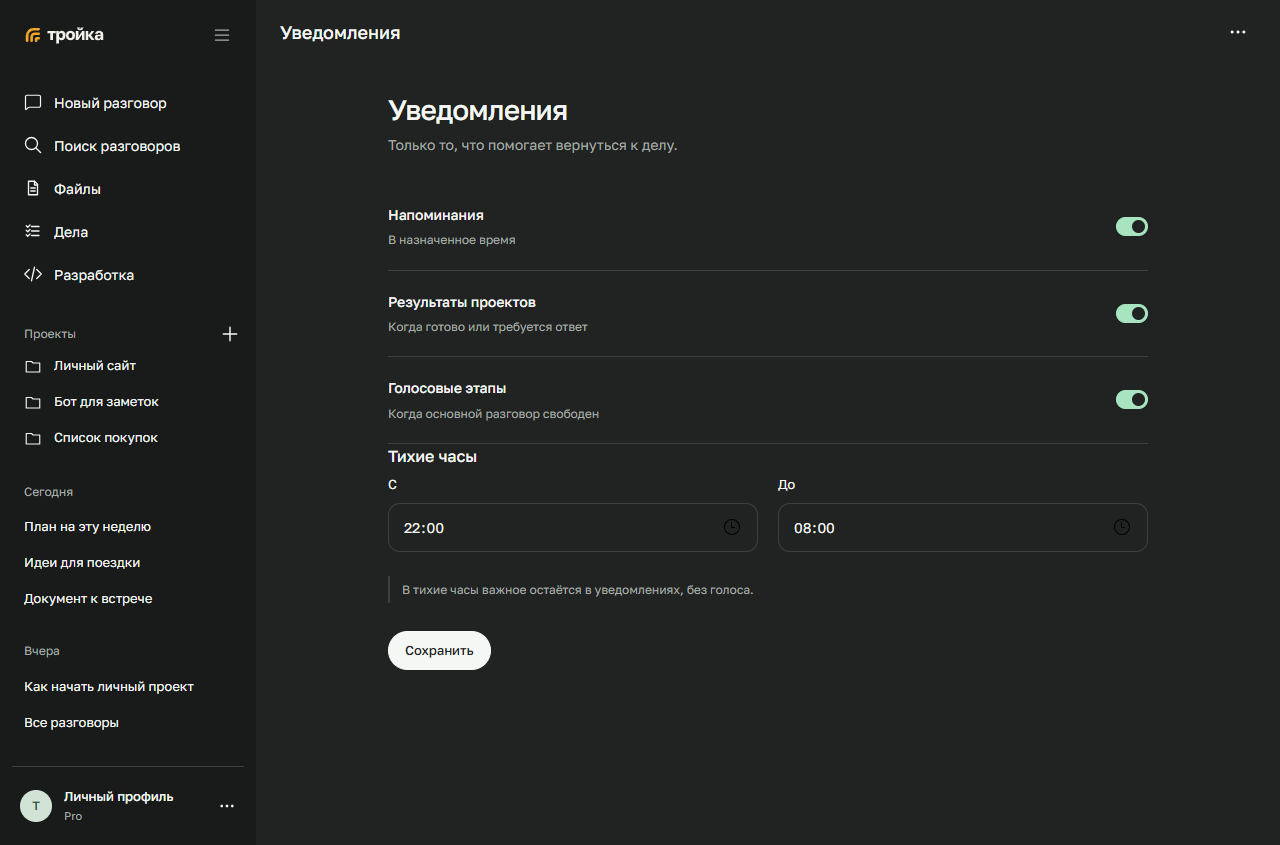 тройка
Уведомления
Новый разговор
Поиск разговоров
Файлы
Дела
Разработка
Проекты
Личный сайт
Бот для заметок
Список покупок
Сегодня
План на эту неделю
Идеи для поездки
Документ к встрече
Вчера
Как начать личный проект
Все разговоры
Т
Личный профиль
Pro
Уведомления
Только то, что помогает вернуться к делу.
Напоминания
В назначенное время
Результаты проектов
Когда готово или требуется ответ
Голосовые этапы
Когда основной разговор свободен
Тихие часы
С
До
22:00
08:00
В тихие часы важное остаётся в уведомлениях, без голоса.
Сохранить